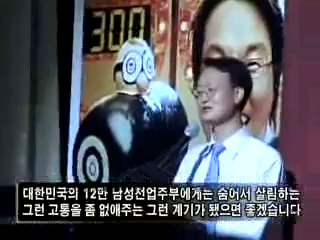 300
대한민국의 12만 남성전업주부에게는 숨어서 살림하는
그런 고통을 좀 없애주는 그런 계기가 됐으면 좋겠습니다